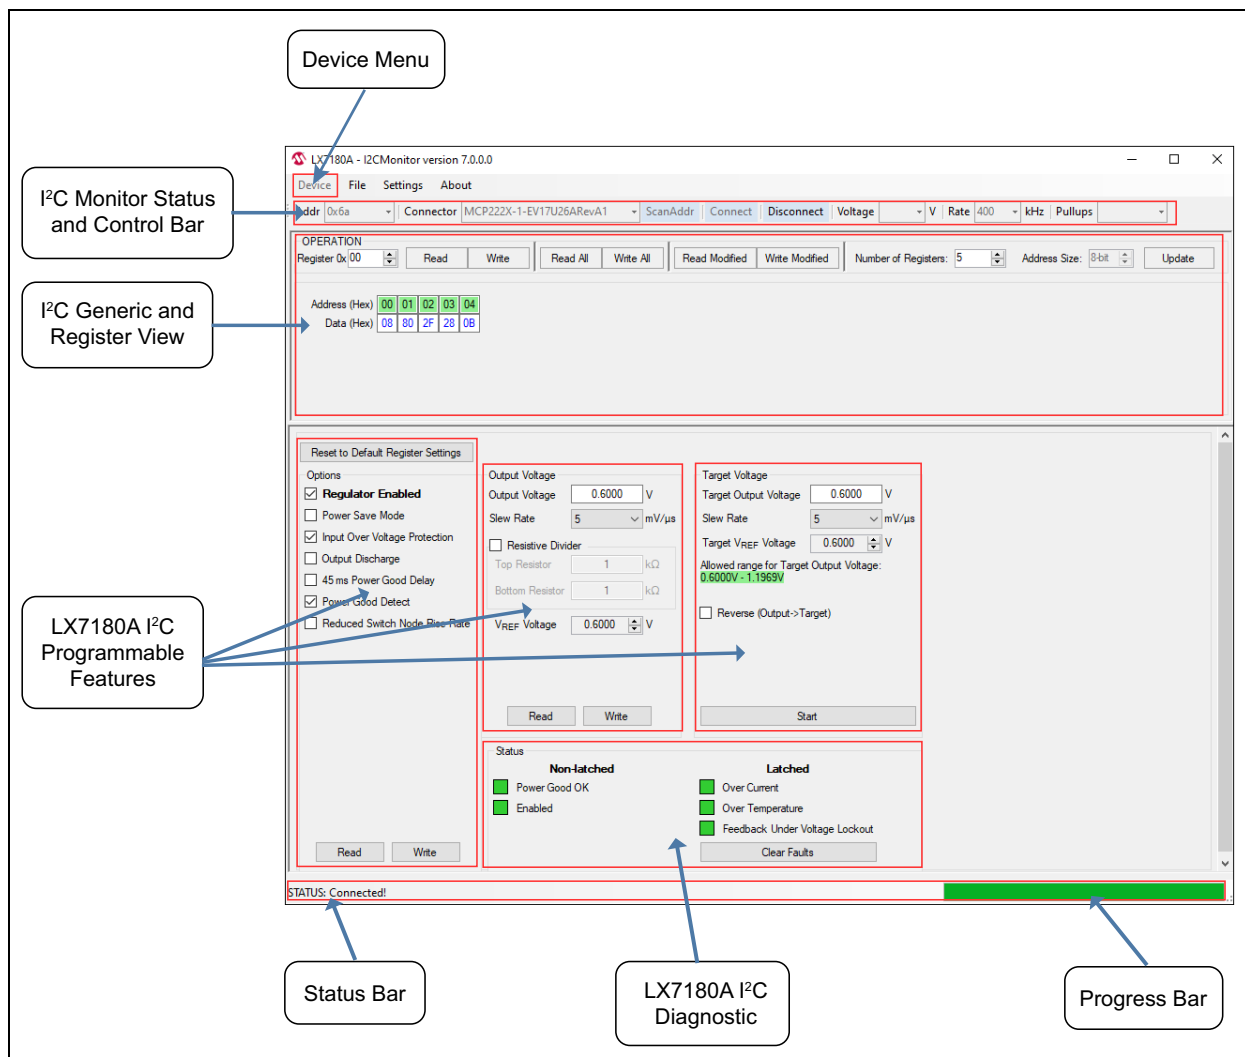 Device Menu
LX7180A - I2CMonitor version 7.0.0.0
I²C Monitor Status
and Control Bar
Device File Settings About
Addr 0x6a Connector MCP222X-1-EV17U26ARevA1 ScanAddr Connect Disconnect Voltage V Rate 400 kHz Pullups
OPERATION
Register 0x 00 Read Write Read All Write All Read Modified Write Modified Number of Registers: 5 Address Size: 8-bit Update
I²C Generic and
Register View
Address (Hex) 00 01 02 03 04
Data (Hex) 08 80 2F 28 0B
Reset to Default Register Settings
Options
Regulator Enabled
Power Save Mode
Input Over Voltage Protection
Output Discharge
45 ms Power Good Delay
Power Good Detect
Reduced Switch Node Rise Rate
Read Write
Output Voltage
Output Voltage 0.6000 V
Slew Rate 5 mV/µs
Resistive Divider
Top Resistor 1 kΩ
Bottom Resistor 1 kΩ
VREF Voltage 0.6000 V
Read Write
Target Voltage
Target Output Voltage 0.6000 V
Slew Rate 5 mV/µs
Target VREF Voltage 0.6000 V
Allowed range for Target Output Voltage:
0.6000V - 1.1969V
Reverse (Output->Target)
Start
LX7180A I²C
Programmable
Features
Status
Non-latched
Power Good OK
Enabled
Latched
Over Current
Over Temperature
Feedback Under Voltage Lockout
Clear Faults
STATUS: Connected!
Status Bar
LX7180A I²C
Diagnostic
Progress Bar